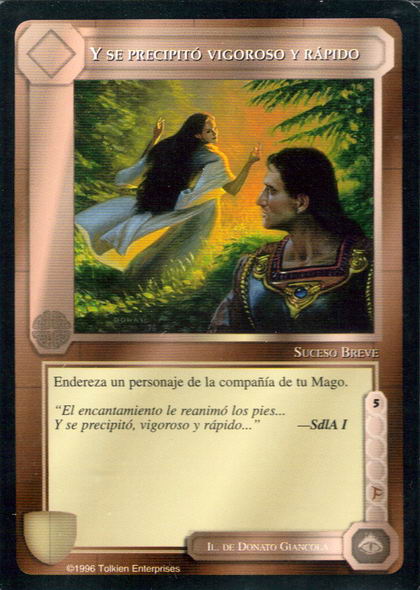 Y SE PRECIPITÓ VIGOROSO Y RÁPIDO
DONATO
SUCESO BREVE
Endereza un personaje de la compañía de tu Mago.
“El encantamiento le reanimó los pies...
Y se precipitó, vigoroso y rápido...” —SdlA I
5
IL. DE DONATO GIANCOLA
©1996 Tolkien Enterprises